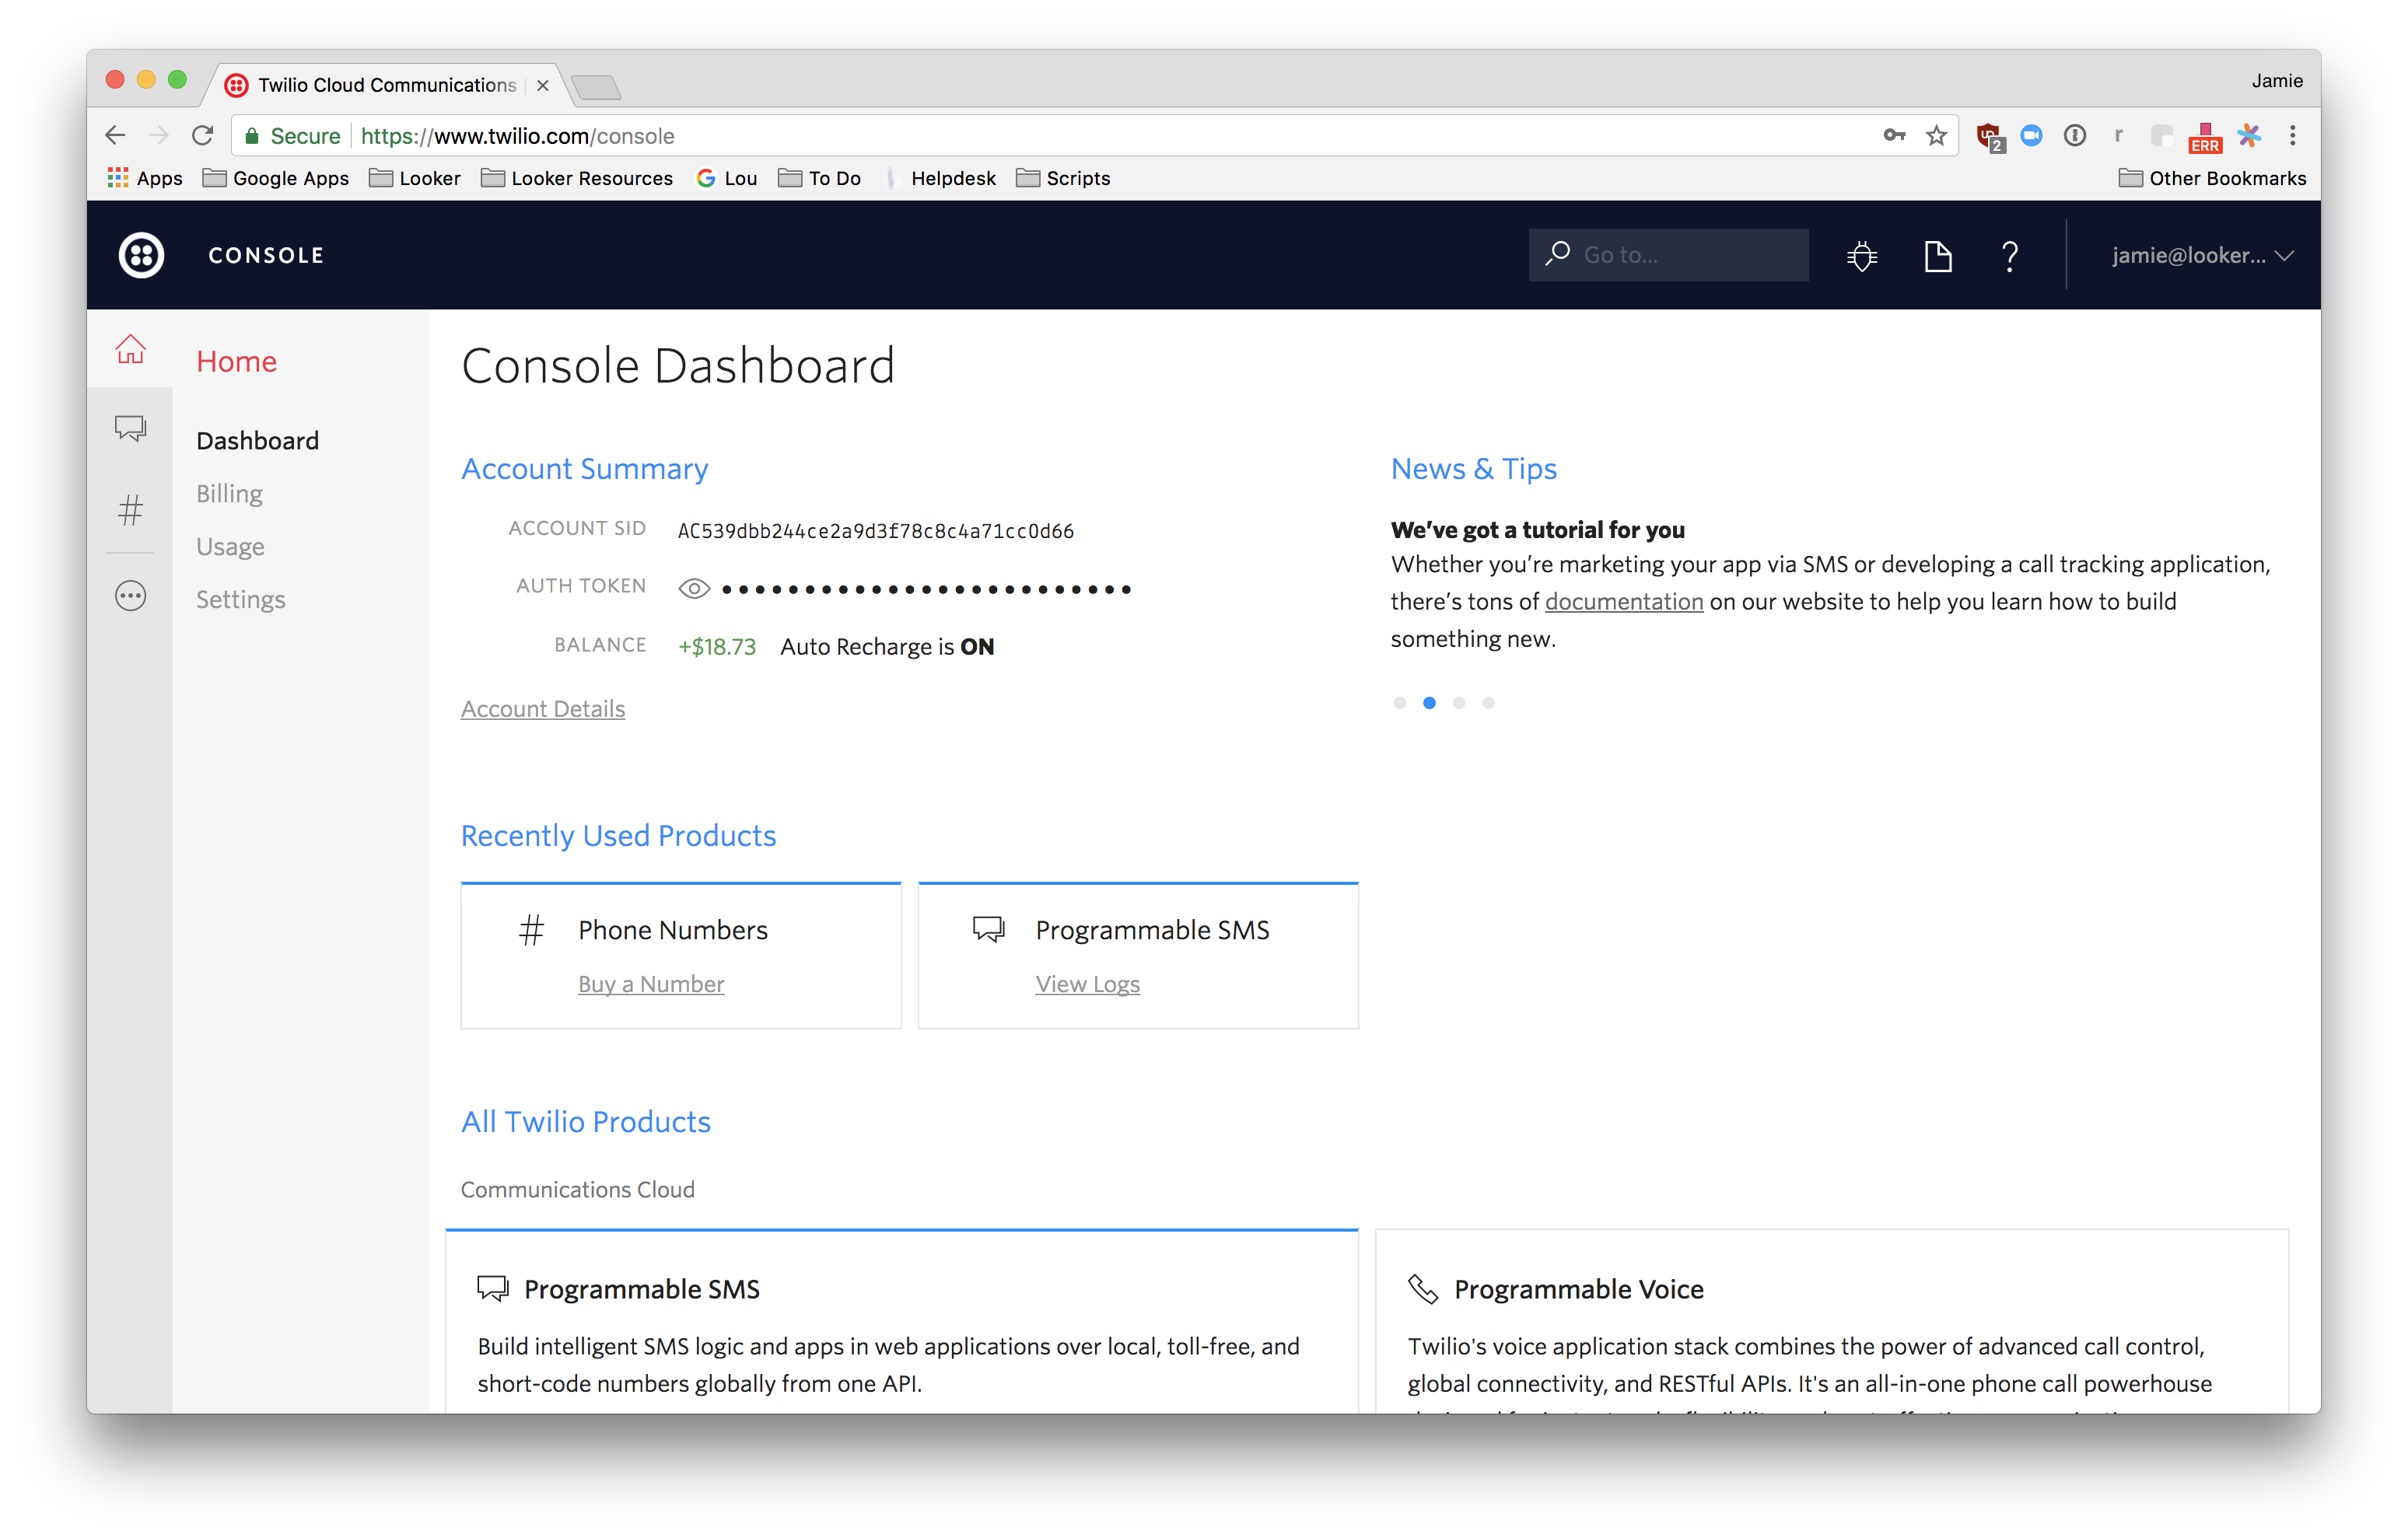 Twilio Cloud Communications
Jamie
Secure
https://www.twilio.com/console
2
r
ERR
Apps
Google Apps
Looker
Looker Resources
Lou
To Do
Helpdesk
Scripts
Other Bookmarks
CONSOLE
Go to...
?
jamie@looker...
Home
Dashboard
Billing
Usage
Settings
Console Dashboard
Account Summary
ACCOUNT SID AC539dbb244ce2a9d3f78c8c4a71cc0d66
AUTH TOKEN
BALANCE +$18.73 Auto Recharge is ON
Account Details
News & Tips
We’ve got a tutorial for you
Whether you’re marketing your app via SMS or developing a call tracking application,
there’s tons of documentation on our website to help you learn how to build
something new.
Recently Used Products
# Phone Numbers
Buy a Number
Programmable SMS
View Logs
All Twilio Products
Communications Cloud
Programmable SMS
Build intelligent SMS logic and apps in web applications over local, toll-free, and
short-code numbers globally from one API.
Programmable Voice
Twilio's voice application stack combines the power of advanced call control,
global connectivity, and RESTful APIs. It's an all-in-one phone call powerhouse